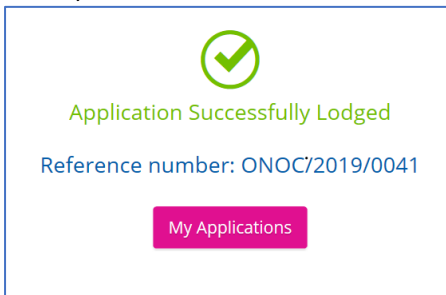 Application Successfully Lodged
Reference number: ONOC/2019/0041
My Applications